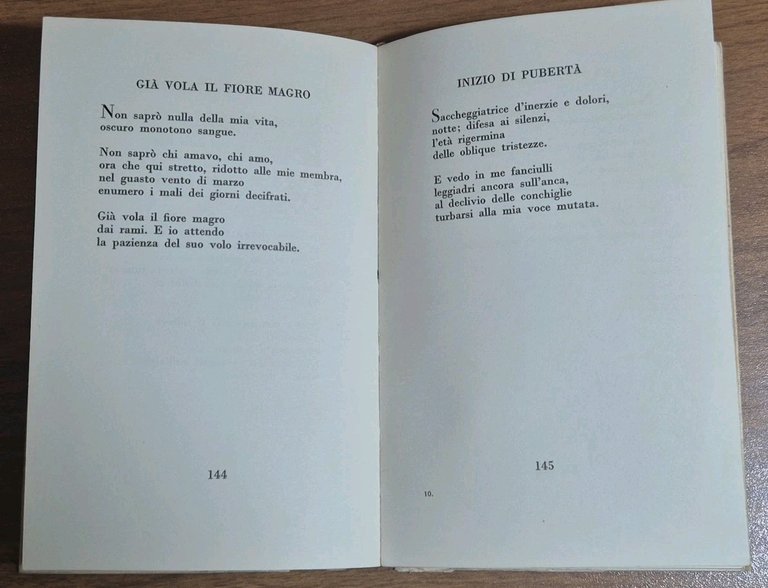 GIÀ VOLA IL FIORE MAGRO
Non saprò nulla della mia vita,
oscuro monotono sangue.
Non saprò chi amavo, chi amo,
ora che qui stretto, ridotto alle mie membra,
nel guasto vento di marzo
enumero i mali dei giorni decifrati.
Già vola il fiore magro
dai rami. E io attendo
la pazienza del suo volo irrevocabile.
144
INIZIO DI PUBERTÀ
Saccheggiatrice d'inerzie e dolori,
notte; difesa ai silenzi,
l'età rigermina
delle oblique tristezze.
E vedo in me fanciulli
leggiadri ancora sull'anca,
al declivio delle conchiglie
turbarsi alla mia voce mutata.
145
10.